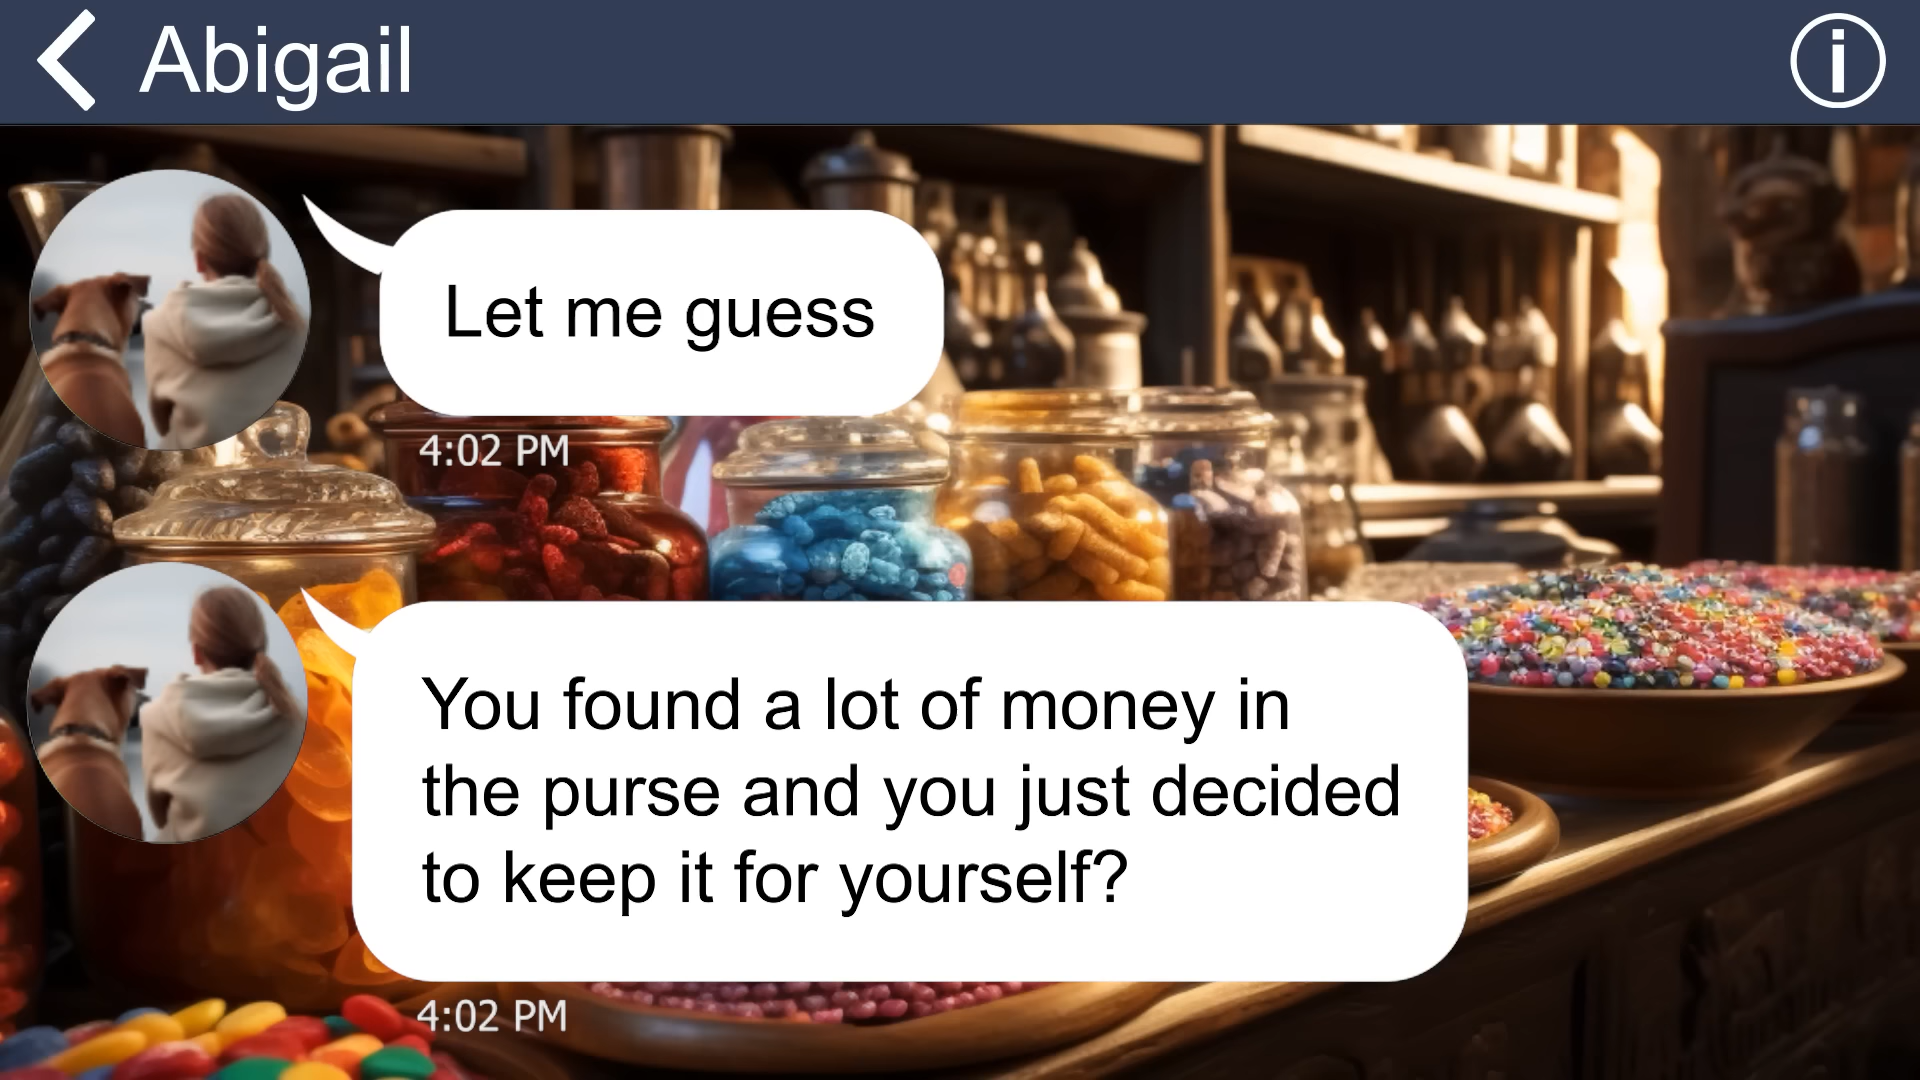 Abigail
Let me guess
4:02 PM
You found a lot of money in
the purse and you just decided
to keep it for yourself?
4:02 PM